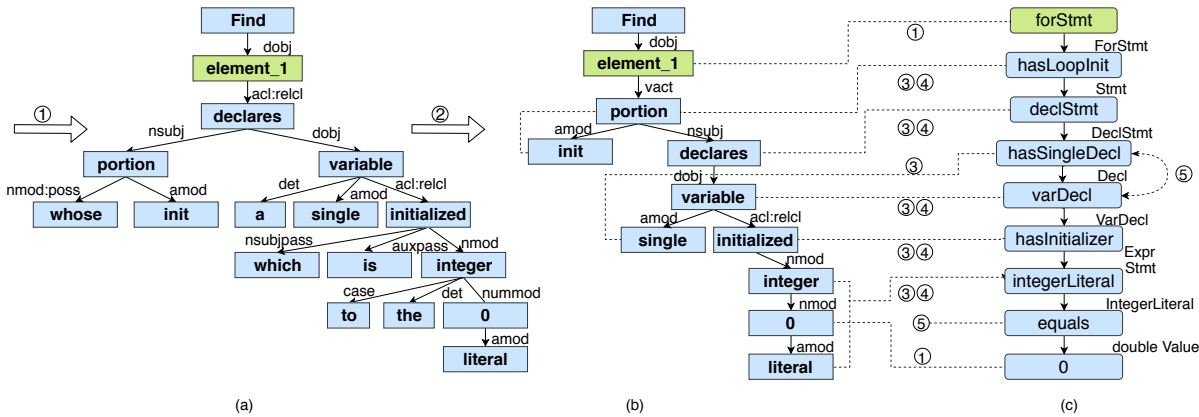 ①
Find
dobj
element_1
acl:relcl
declares
nsubj
dobj
portion
variable
nmod:poss
amod
det
amod
acl:relcl
whose
init
a
single
initialized
nsubjpass
auxpass
nmod
which
is
integer
case
det
nummod
to
the
0
amod
literal
(a)
②
Find
dobj
element_1
vact
portion
amod
nsubj
init
declares
dobj
variable
amod
acl:relcl
single
initialized
nmod
integer
nmod
0
amod
literal
(b)
①
③④
③④
③
③④
③④
③④
⑤
①
forStmt
ForStmt
hasLoopInit
Stmt
declStmt
DeclStmt
hasSingleDecl
Decl
⑤
varDecl
VarDecl
hasInitializer
Expr
Stmt
integerLiteral
IntegerLiteral
equals
double Value
0
(c)